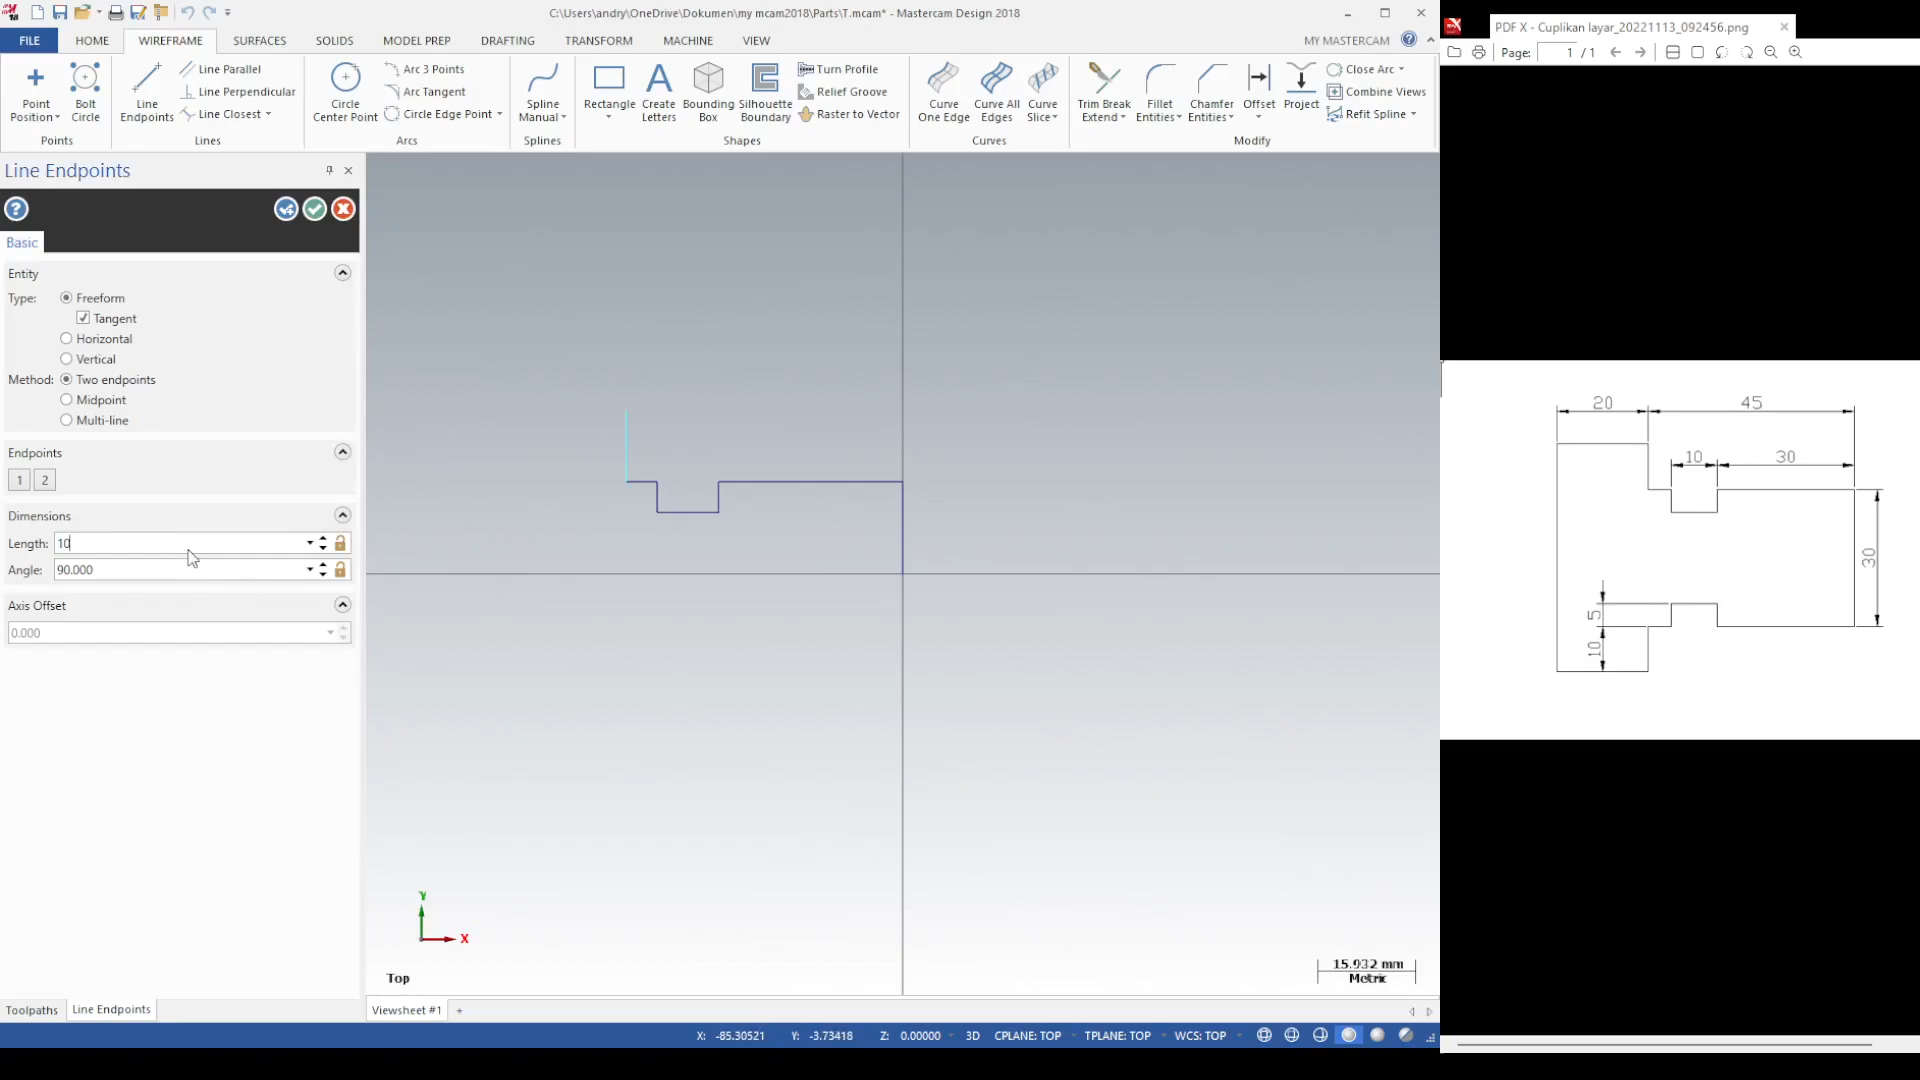 C:\Users\andry\OneDrive\Dokumen\my mcam2018\Parts\T.mcam* - Mastercam Design 2018
FILE HOME WIREFRAME SURFACES SOLIDS MODEL PREP DRAFTING TRANSFORM MACHINE VIEW MY MASTERCAM
Point Position
Bolt Circle
Points
Line Endpoints
Line Parallel
Line Perpendicular
Line Closest
Lines
Circle Center Point
Arc 3 Points
Arc Tangent
Circle Edge Point
Arcs
Spline Manual
Splines
Rectangle
Create Letters
Bounding Box
Silhouette Boundary
Turn Profile
Relief Groove
Raster to Vector
Shapes
Curve One Edge
Curve All Edges
Curve Slice
Curves
Trim Break Extend
Fillet Entities
Chamfer Entities
Offset
Project
Close Arc
Combine Views
Refit Spline
Modify
Line Endpoints
Basic
Entity
Type: Freeform
Tangent
Horizontal
Vertical
Method: Two endpoints
Midpoint
Multi-line
Endpoints
1 2
Dimensions
Length: 10
Angle: 90.000
Axis Offset
0.000
Toolpaths Line Endpoints
Y
X
Top
15.932 mm
Metric
Viewsheet #1 +
X: -85.30521 Y: -3.73418 Z: 0.00000 3D CPLANE: TOP TPLANE: TOP WCS: TOP
PDF X - Cuplikan layar_20221113_092456.png
Page: 1 / 1
20 45
10 30
30
5
10